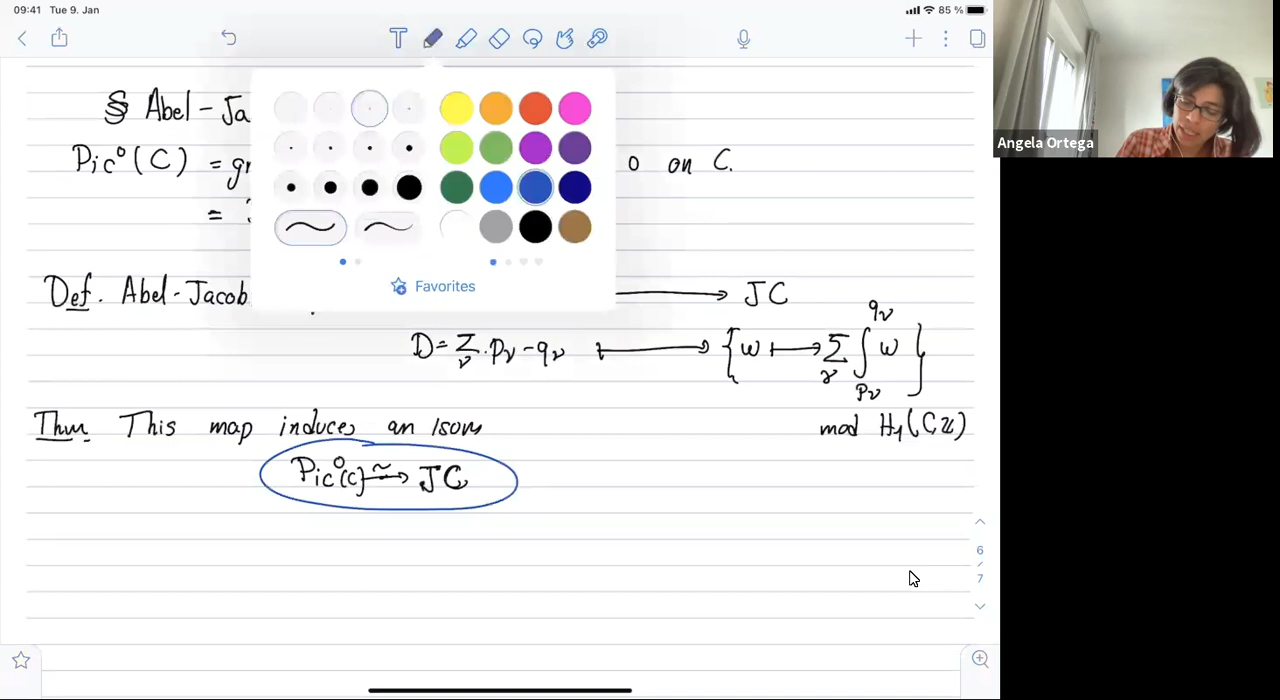 09:41 Tue 9. Jan
85 %
§ Abel-Ja
Pic⁰(C) = gr 0 on C.
=
Favorites
Def. Abel-Jacob → JC
D = Σ_ν p_ν - q_ν ⟼ { ω ⟼ Σ_ν ∫_{p_ν}^{q_ν} ω }
Thm. This map induces an isom mod H₁(C,ℤ)
Pic⁰(C) ⥲ JC
6
7
Angela Ortega